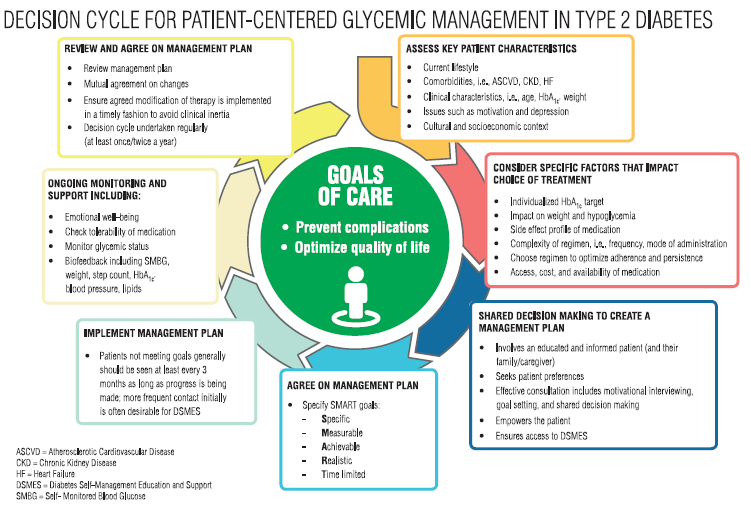 DECISION CYCLE FOR PATIENT-CENTERED GLYCEMIC MANAGEMENT IN TYPE 2 DIABETES
REVIEW AND AGREE ON MANAGEMENT PLAN
• Review management plan
• Mutual agreement on changes
• Ensure agreed modification of therapy is implemented
in a timely fashion to avoid clinical inertia
• Decision cycle undertaken regularly
(at least once/twice a year)
ASSESS KEY PATIENT CHARACTERISTICS
• Current lifestyle
• Comorbidities, i.e., ASCVD, CKD, HF
• Clinical characteristics, i.e., age, HbA1c, weight
• Issues such as motivation and depression
• Cultural and socioeconomic context
CONSIDER SPECIFIC FACTORS THAT IMPACT
CHOICE OF TREATMENT
• Individualized HbA1c target
• Impact on weight and hypoglycemia
• Side effect profile of medication
• Complexity of regimen, i.e., frequency, mode of administration
• Choose regimen to optimize adherence and persistence
• Access, cost, and availability of medication
SHARED DECISION MAKING TO CREATE A
MANAGEMENT PLAN
• Involves an educated and informed patient (and their
family/caregiver)
• Seeks patient preferences
• Effective consultation includes motivational interviewing,
goal setting, and shared decision making
• Empowers the patient
• Ensures access to DSMES
AGREE ON MANAGEMENT PLAN
• Specify SMART goals:
– Specific
– Measurable
– Achievable
– Realistic
– Time limited
IMPLEMENT MANAGEMENT PLAN
• Patients not meeting goals generally
should be seen at least every 3
months as long as progress is being
made; more frequent contact initially
is often desirable for DSMES
ONGOING MONITORING AND
SUPPORT INCLUDING:
• Emotional well-being
• Check tolerability of medication
• Monitor glycemic status
• Biofeedback including SMBG,
weight, step count, HbA1c,
blood pressure, lipids
GOALS
OF CARE
• Prevent complications
• Optimize quality of life
ASCVD = Atherosclerotic Cardiovascular Disease
CKD = Chronic Kidney Disease
HF = Heart Failure
DSMES = Diabetes Self-Management Education and Support
SMBG = Self- Monitored Blood Glucose